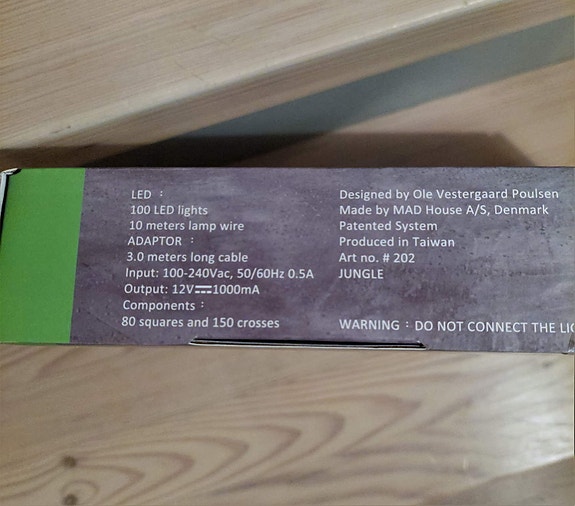 LED :
100 LED lights
10 meters lamp wire
ADAPTOR :
3.0 meters long cable
Input: 100-240Vac, 50/60Hz 0.5A
Output: 12V⎓1000mA
Components :
80 squares and 150 crosses
Designed by Ole Vestergaard Poulsen
Made by MAD House A/S, Denmark
Patented System
Produced in Taiwan
Art no. # 202
JUNGLE
WARNING : DO NOT CONNECT THE